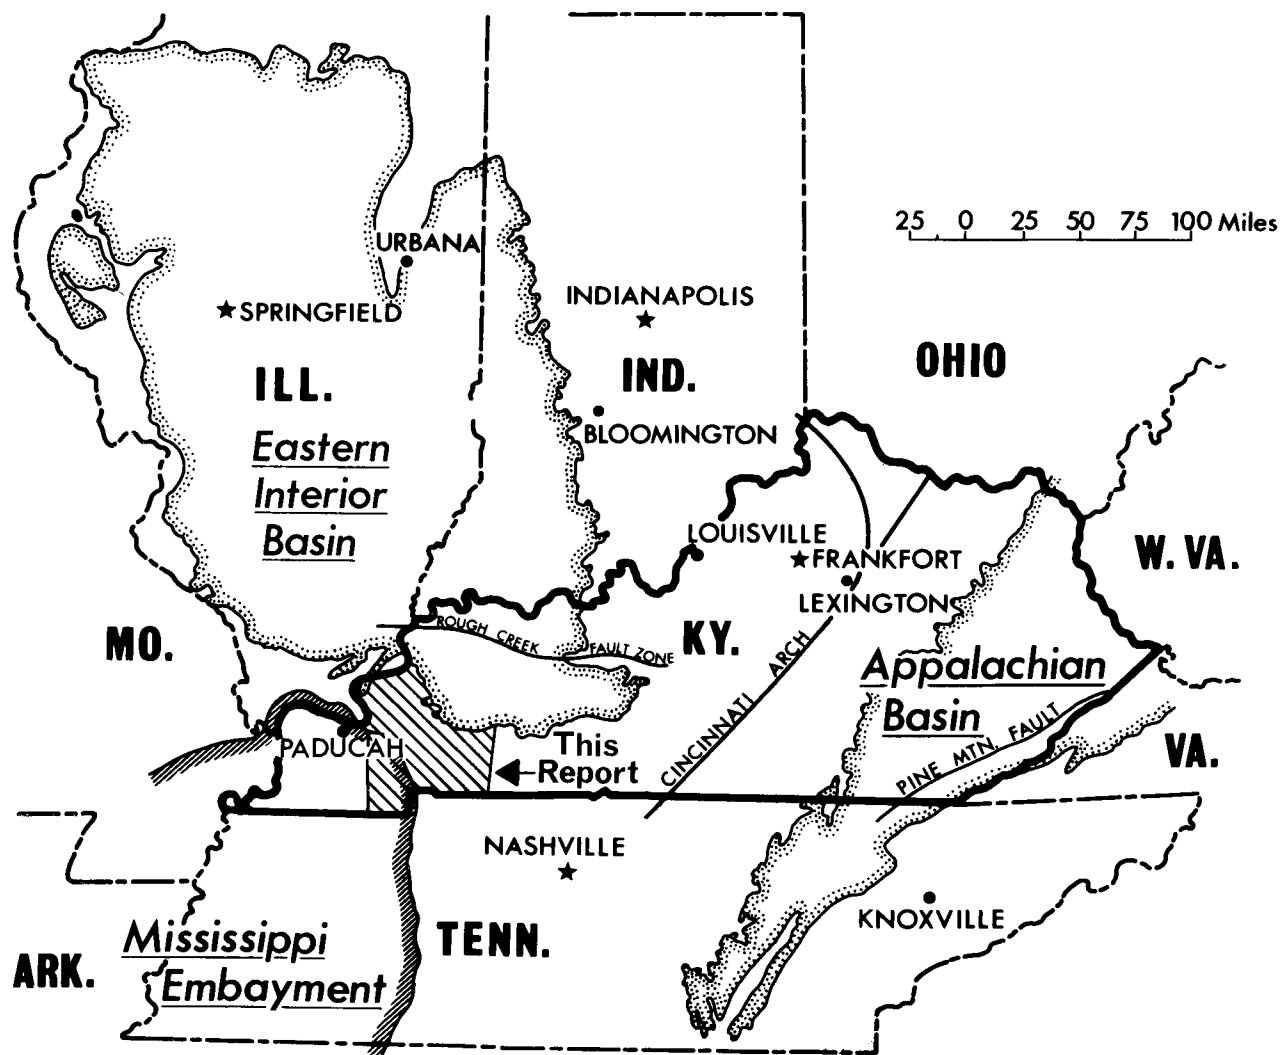 25 0 25 50 75 100 Miles
URBANA
SPRINGFIELD
INDIANAPOLIS
OHIO
ILL.
IND.
BLOOMINGTON
Eastern
Interior
Basin
LOUISVILLE
FRANKFORT
W. VA.
LEXINGTON
MO.
ROUGH CREEK FAULT ZONE
KY.
CINCINNATI ARCH
Appalachian
Basin
PADUCAH
This
Report
PINE MTN. FAULT
VA.
NASHVILLE
KNOXVILLE
Mississippi
Embayment
TENN.
ARK.